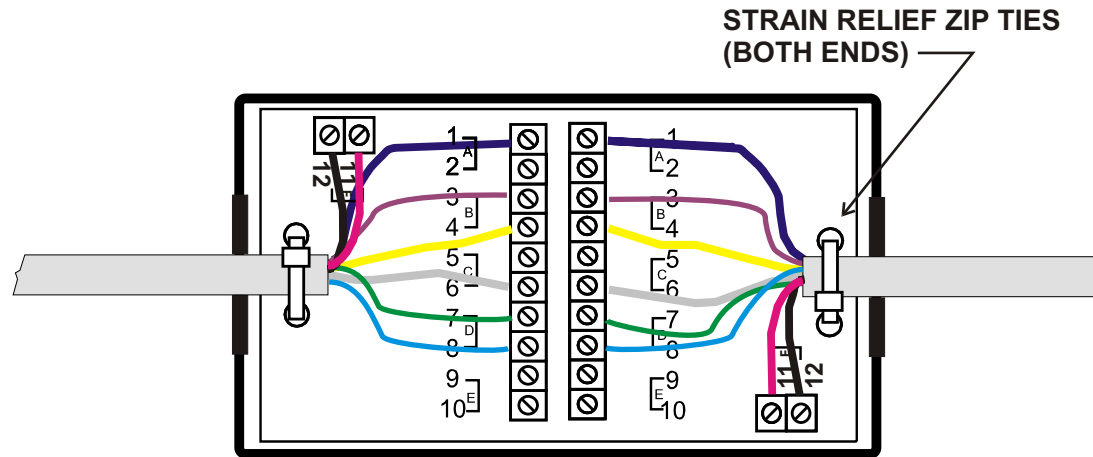 STRAIN RELIEF ZIP TIES
(BOTH ENDS)
12 11 F
1 A
2
3 B
4
5 C
6
7 D
8
9 E
10
1 A
2
3 B
4
5 C
6
7 D
8
9 E
10
11 F 12